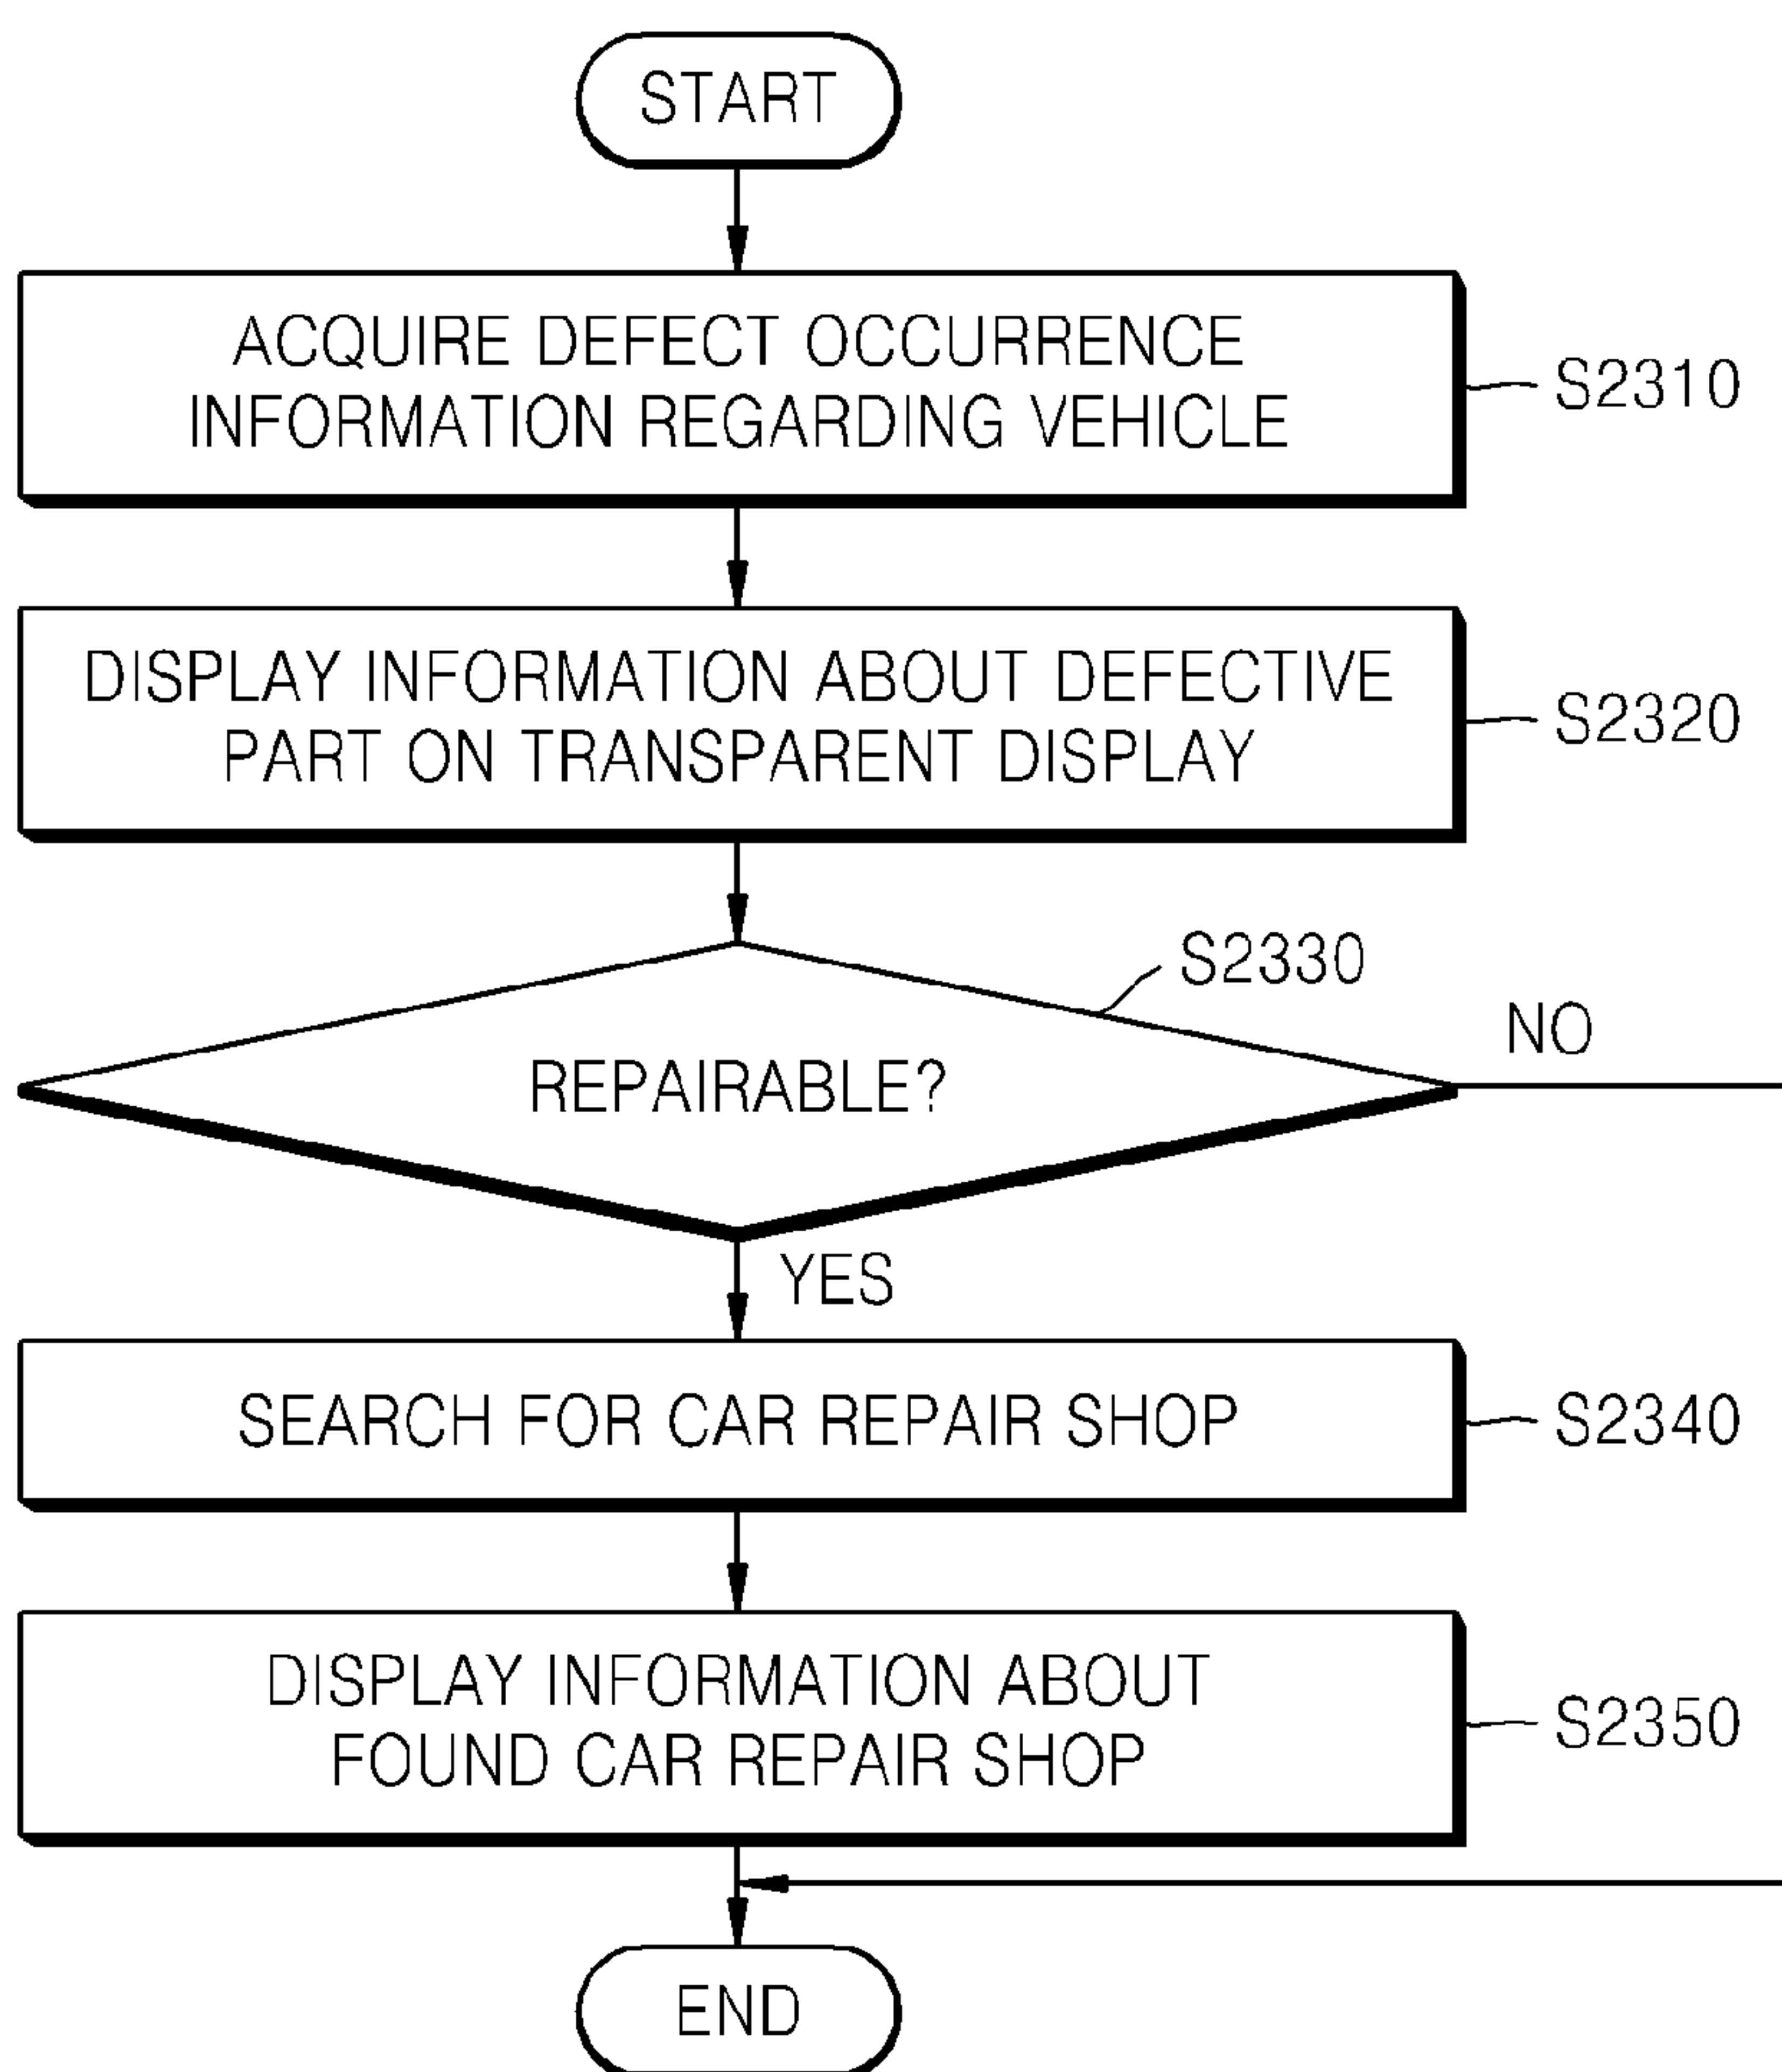 START
ACQUIRE DEFECT OCCURRENCE
INFORMATION REGARDING VEHICLE
S2310
DISPLAY INFORMATION ABOUT DEFECTIVE
PART ON TRANSPARENT DISPLAY
S2320
S2330
NO
REPAIRABLE?
YES
SEARCH FOR CAR REPAIR SHOP
S2340
DISPLAY INFORMATION ABOUT
FOUND CAR REPAIR SHOP
S2350
END